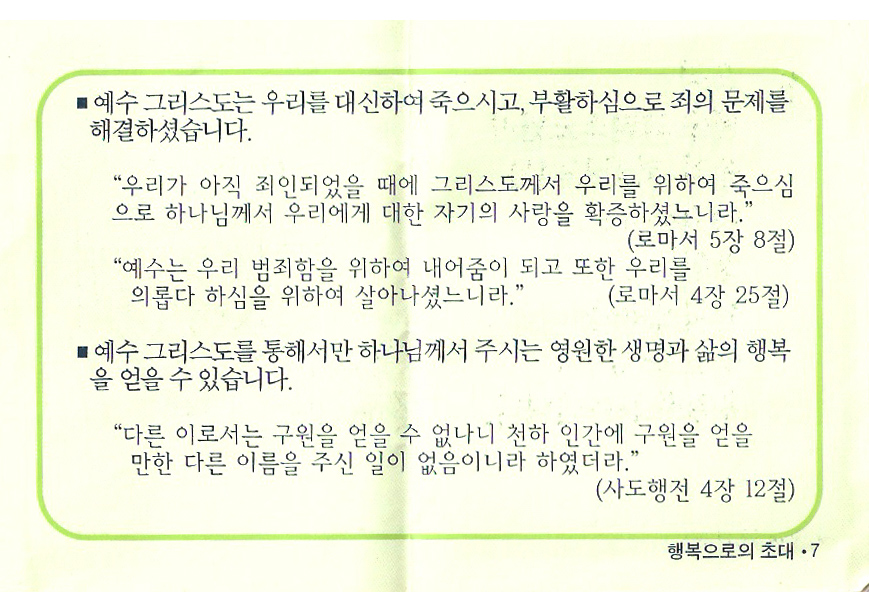 ■ 예수 그리스도는 우리를 대신하여 죽으시고, 부활하심으로 죄의 문제를
해결하셨습니다.
“우리가 아직 죄인되었을 때에 그리스도께서 우리를 위하여 죽으심
으로 하나님께서 우리에게 대한 자기의 사랑을 확증하셨느니라.”
(로마서 5장 8절)
“예수는 우리 범죄함을 위하여 내어줌이 되고 또한 우리를
의롭다 하심을 위하여 살아나셨느니라.” (로마서 4장 25절)
■ 예수 그리스도를 통해서만 하나님께서 주시는 영원한 생명과 삶의 행복
을 얻을 수 있습니다.
“다른 이로서는 구원을 얻을 수 없나니 천하 인간에 구원을 얻을
만한 다른 이름을 주신 일이 없음이니라 하였더라.”
(사도행전 4장 12절)
행복으로의 초대 • 7